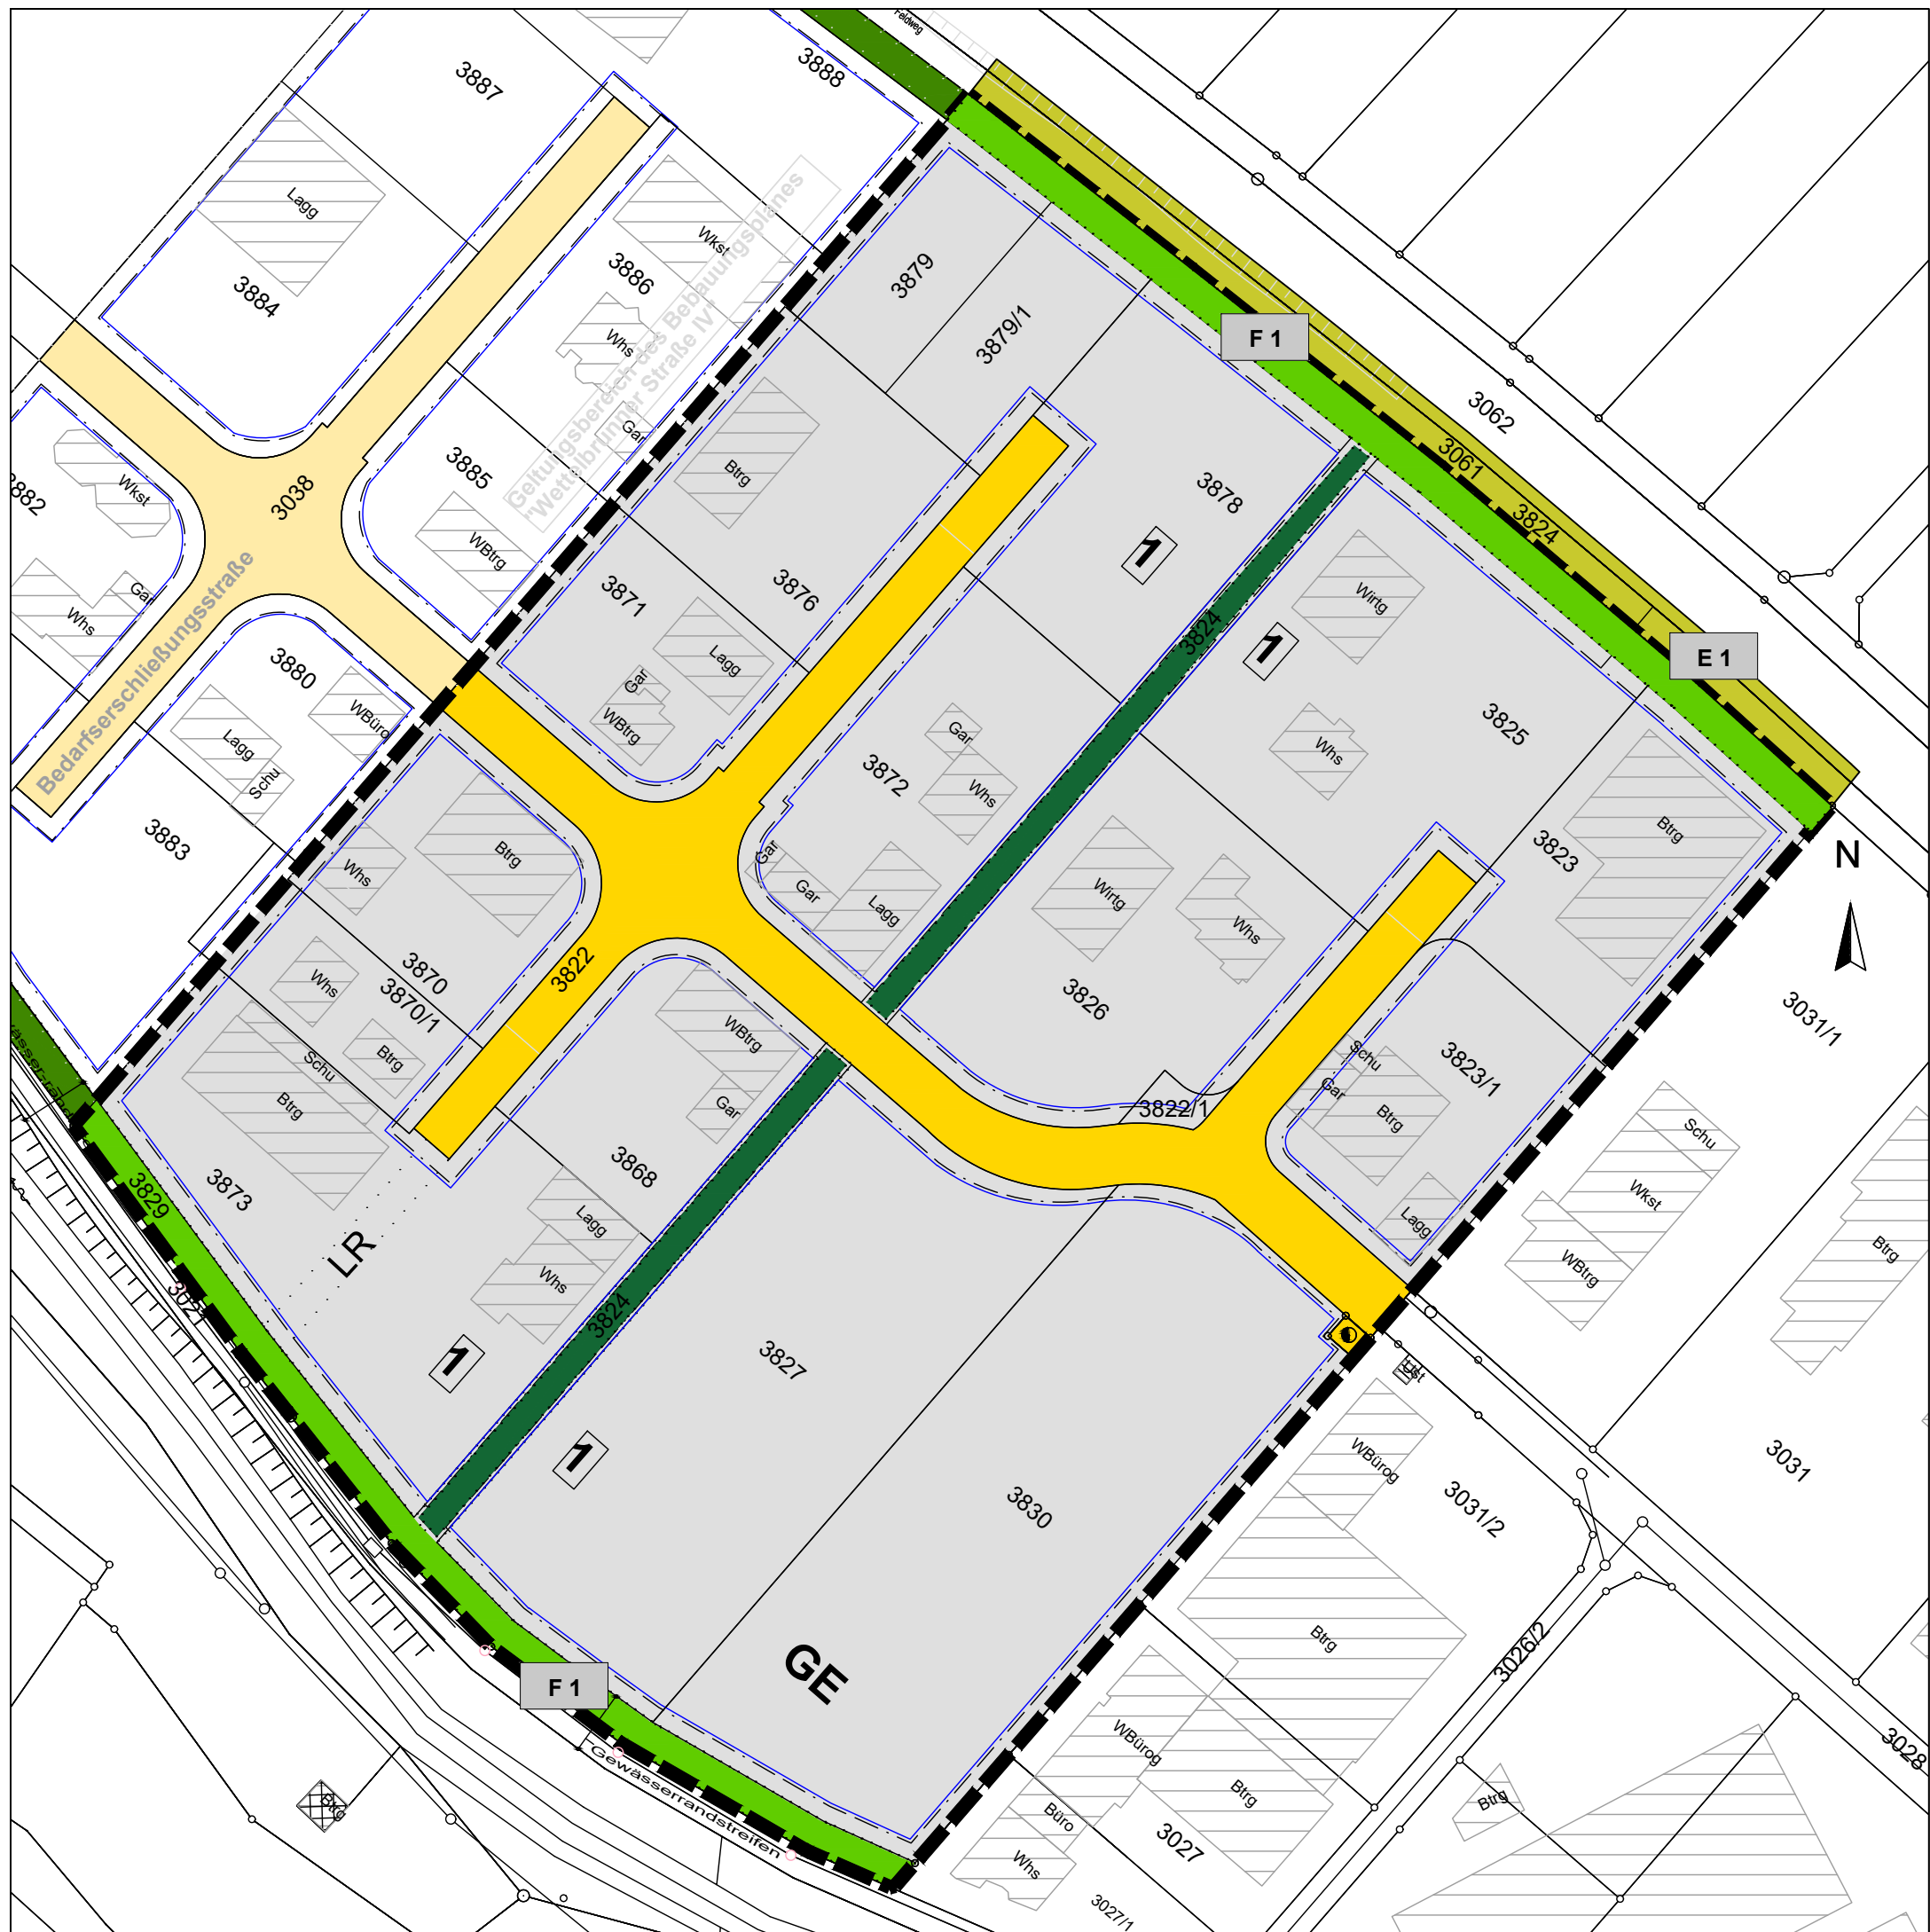 Feldweg
3887
3888
Lagg
Wkst
3886
3884
Whs
Gar
Geltungsbereich des Bebauungsplanes
"Wettelbrunner Straße IV"
3879
3879/1
F 1
3062
3061
3824
3885
WBtrg
3882
Wkst
3038
Btrg
3878
1
3871
3876
Gar
Whs
Bedarfserschließungsstraße
3880
WBüro
Lagg
Schu
3883
Lagg
Gar
WBtrg
3824
1
Wirtg
E 1
3825
Whs
3872
Gar
Whs
Btrg
3823
N
Whs
Btrg
Gar
Gar
Lagg
Wirtg
Whs
3870
3870/1
3822
Whs
Schu
Btrg
Btrg
WBtrg
Gar
3826
3031/1
Schu
Gar
Btrg
3823/1
3822/1
3873
3829
LR
3868
Lagg
Whs
3824
1
Lagg
Schu
Wkst
WBtrg
Btrg
3827
1
Ust
WBürog
3031/2
3031
3830
GE
Btrg
3026/2
F 1
Gewässerrandstreifen
WBürog
Btrg
Büro
Whs
3027
3027/1
Btrg
3028
Btrg